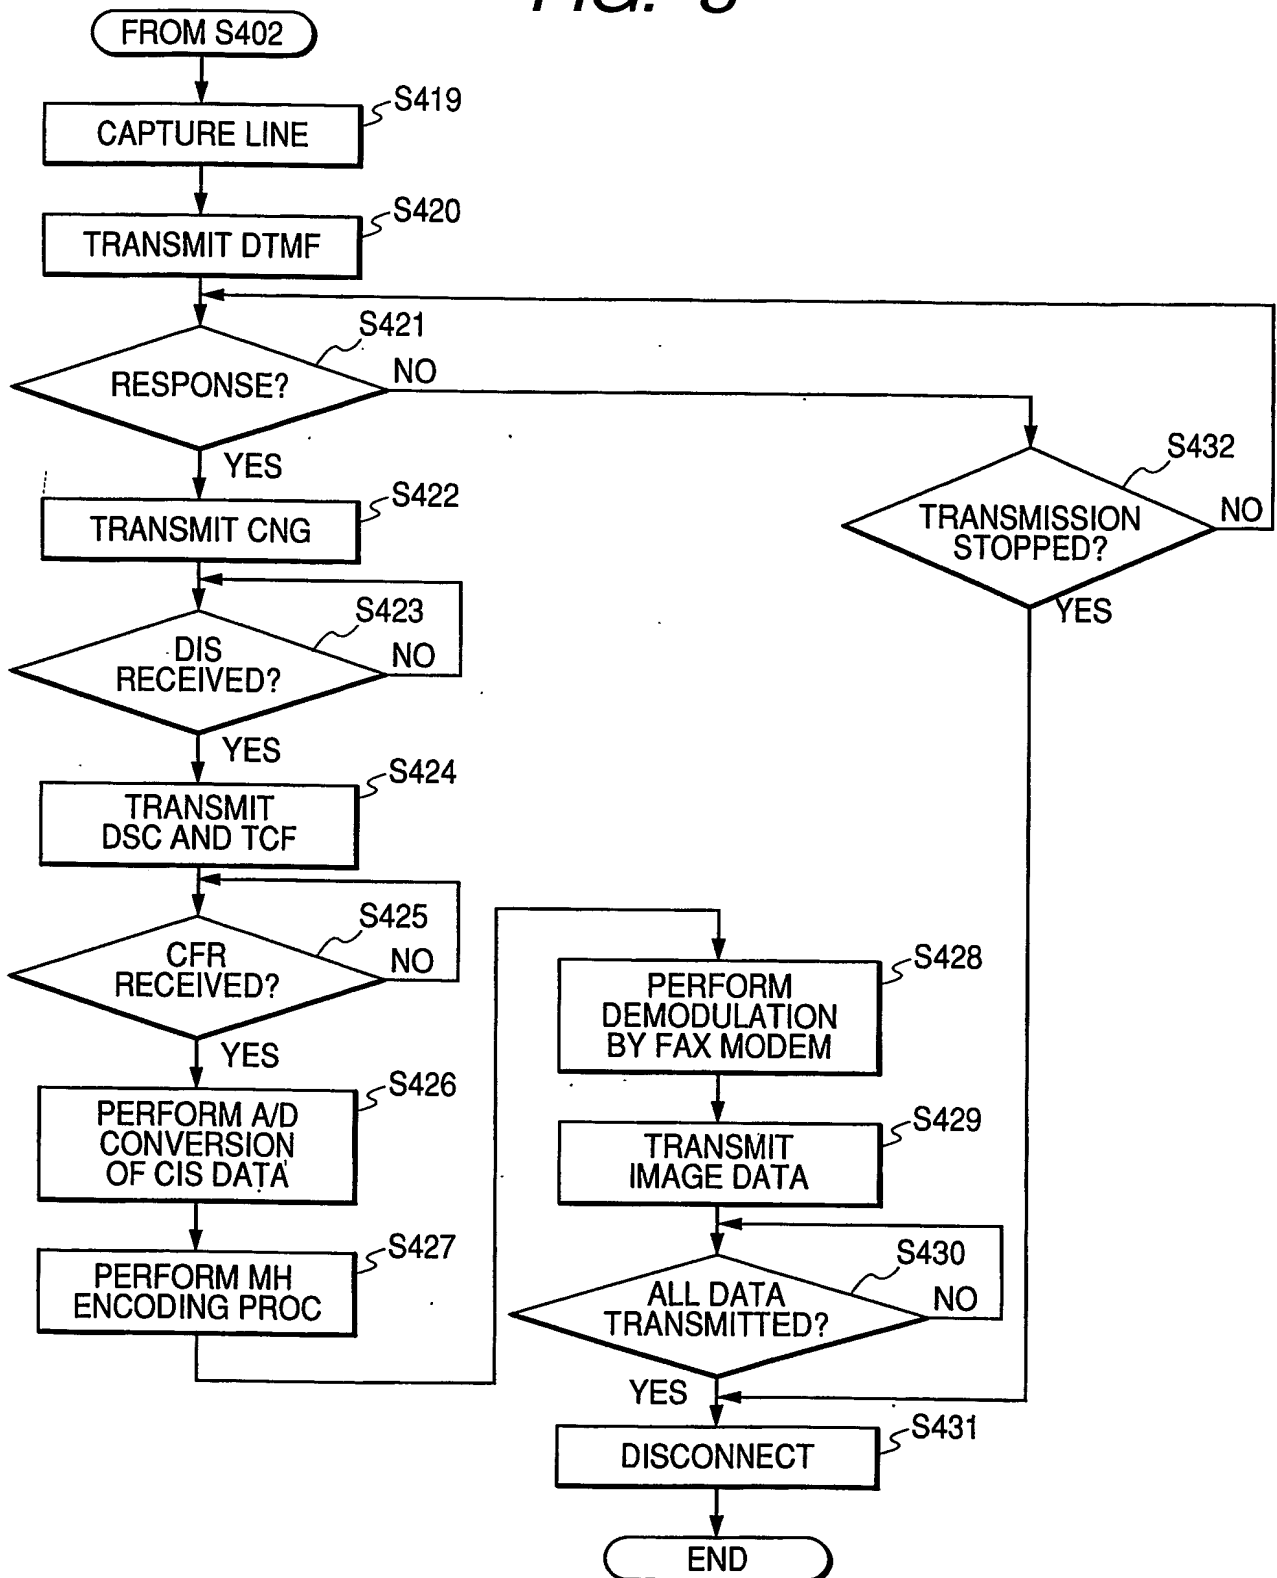 FROM S402
S419
CAPTURE LINE
S420
TRANSMIT DTMF
S421
RESPONSE?
NO
YES
S422
TRANSMIT CNG
S423
DIS
RECEIVED?
NO
YES
S424
TRANSMIT
DSC AND TCF
S425
CFR
RECEIVED?
NO
YES
S426
PERFORM A/D
CONVERSION
OF CIS DATA
S427
PERFORM MH
ENCODING PROC
S428
PERFORM
DEMODULATION
BY FAX MODEM
S429
TRANSMIT
IMAGE DATA
S430
ALL DATA
TRANSMITTED?
NO
YES
S431
DISCONNECT
END
S432
TRANSMISSION
STOPPED?
NO
YES
FIG.